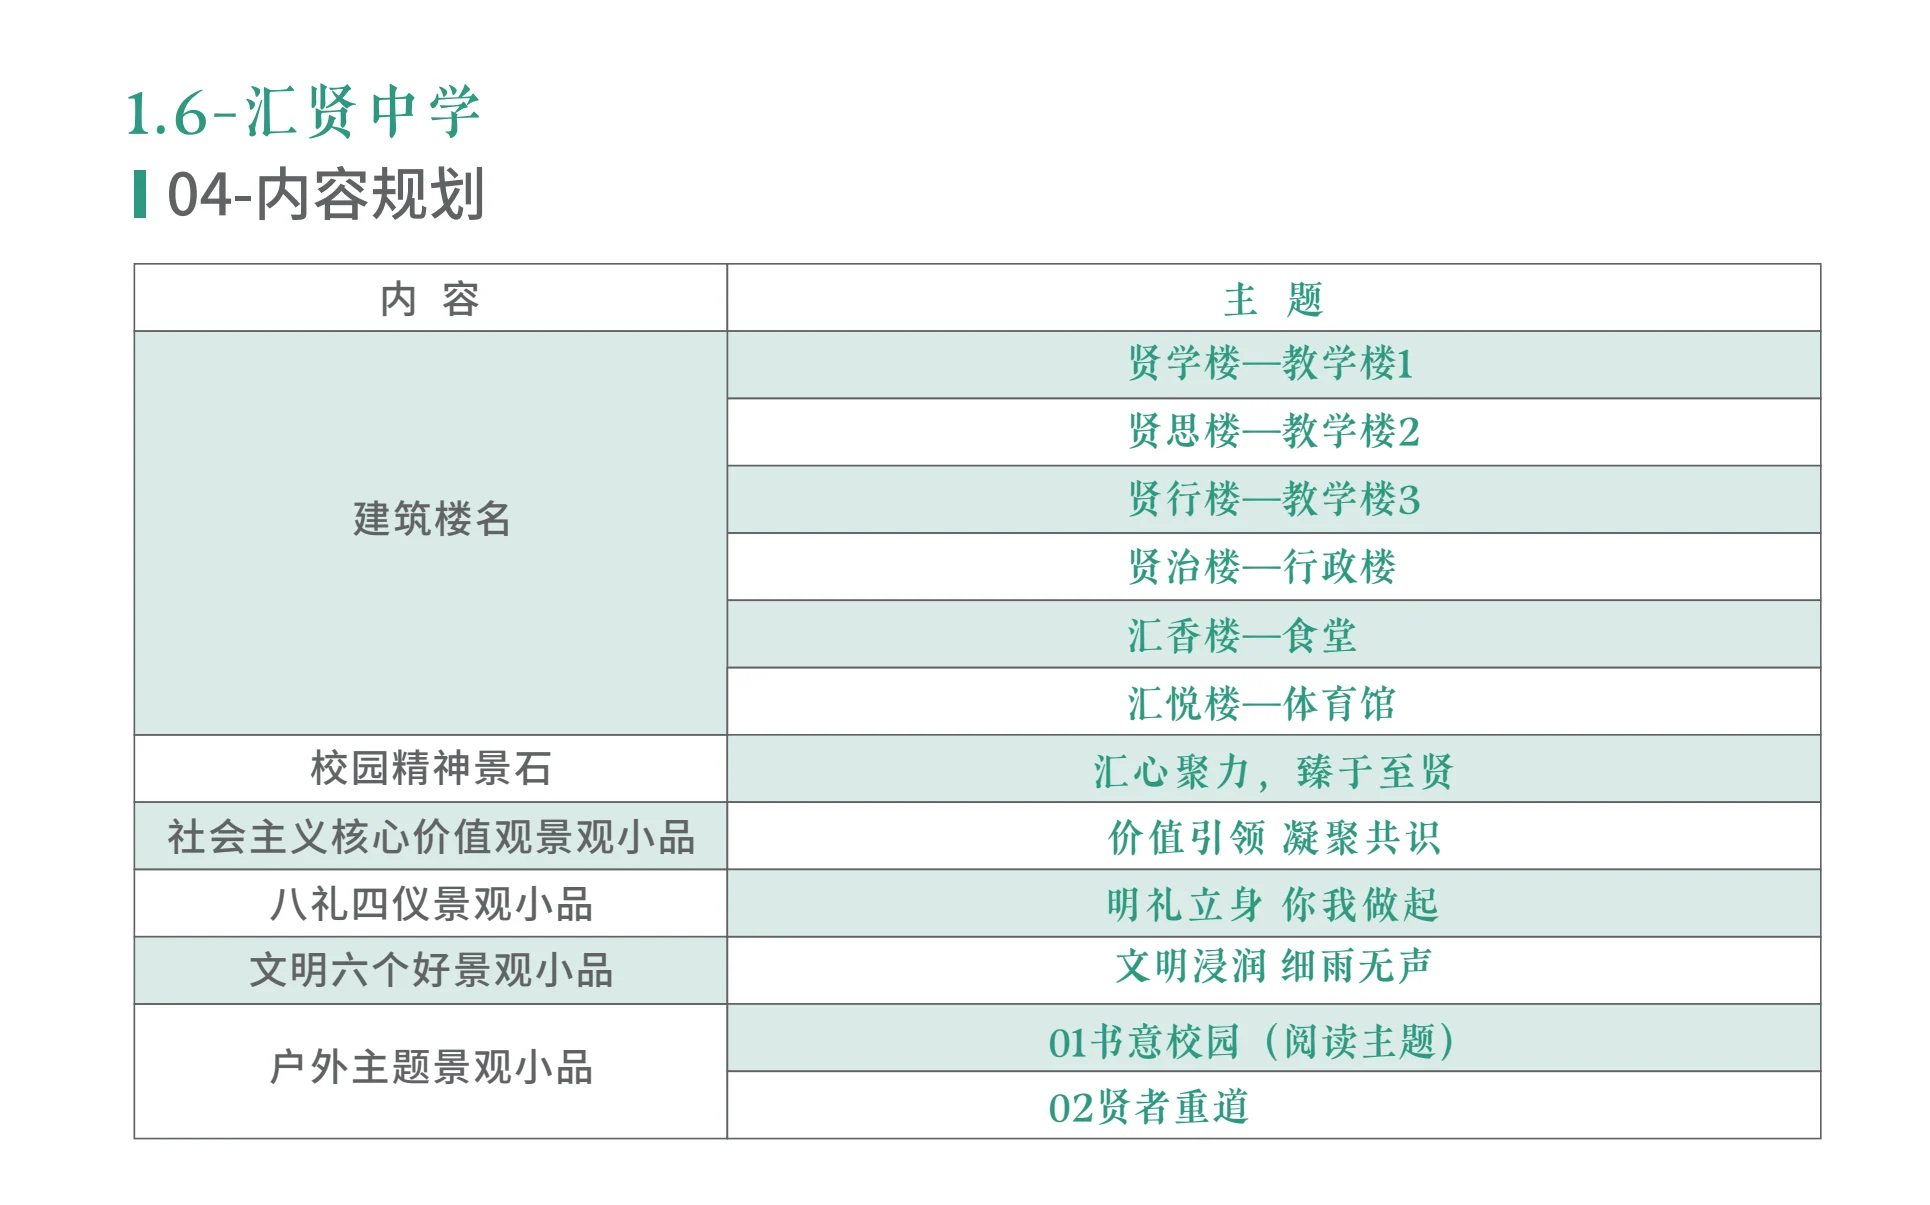 1.6-汇贤中学
04-内容规划
内 容
主 题
建筑楼名
贤学楼—教学楼1
贤思楼—教学楼2
贤行楼—教学楼3
贤治楼—行政楼
汇香楼—食堂
汇悦楼—体育馆
校园精神景石
汇心聚力，臻于至贤
社会主义核心价值观景观小品
价值引领 凝聚共识
八礼四仪景观小品
明礼立身 你我做起
文明六个好景观小品
文明浸润 细雨无声
户外主题景观小品
01书意校园（阅读主题）
02贤者重道